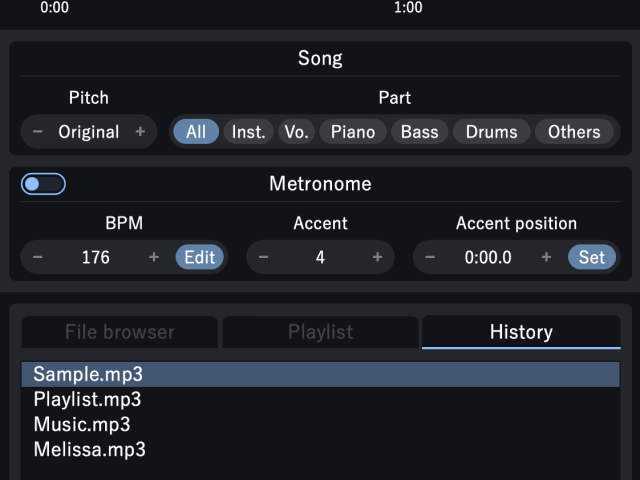 0:00 1:00
Song
Pitch Part
− Original + All Inst. Vo. Piano Bass Drums Others
Metronome
BPM Accent Accent position
− 176 + Edit − 4 + − 0:00.0 + Set
File browser Playlist History
Sample.mp3
Playlist.mp3
Music.mp3
Melissa.mp3